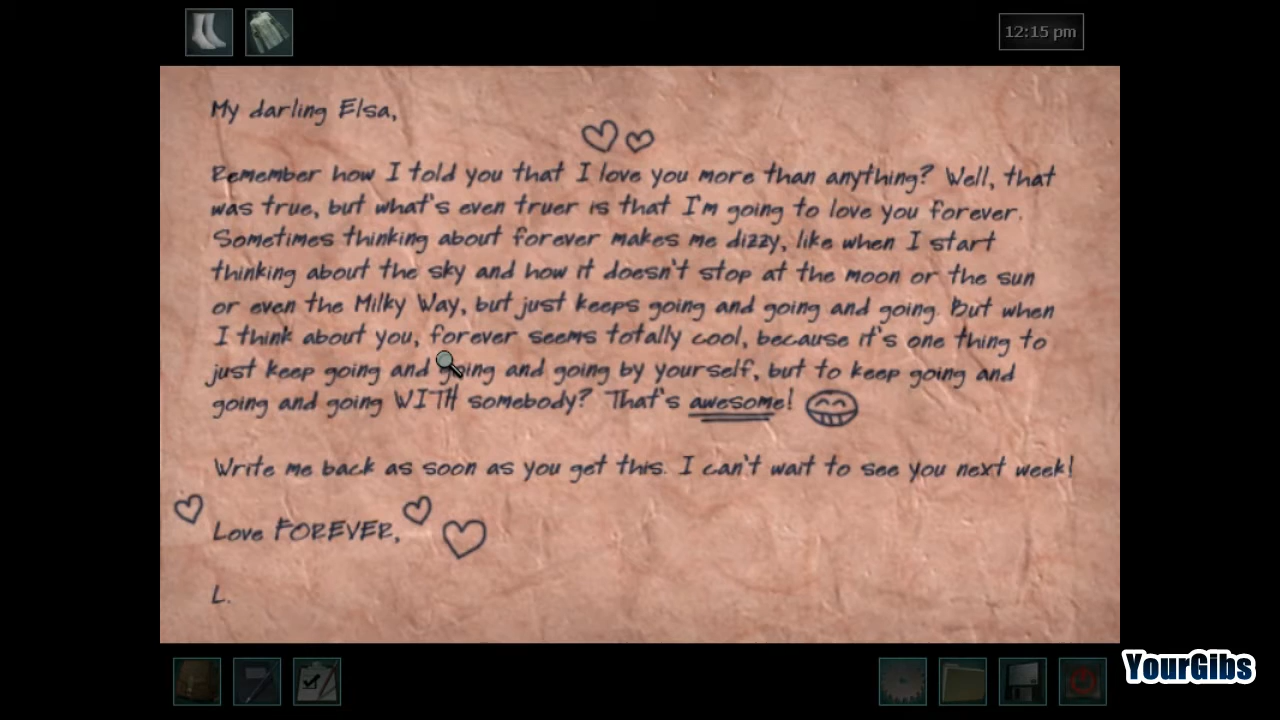 12:15 pm
My darling Elsa,
Remember how I told you that I love you more than anything? Well, that
was true, but what's even truer is that I'm going to love you forever.
Sometimes thinking about forever makes me dizzy, like when I start
thinking about the sky and how it doesn't stop at the moon or the sun
or even the Milky Way, but just keeps going and going and going. But when
I think about you, forever seems totally cool, because it's one thing to
just keep going and going and going by yourself, but to keep going and
going and going WITH somebody? That's awesome!
Write me back as soon as you get this. I can't wait to see you next week!
Love FOREVER,
L.
YourGibs